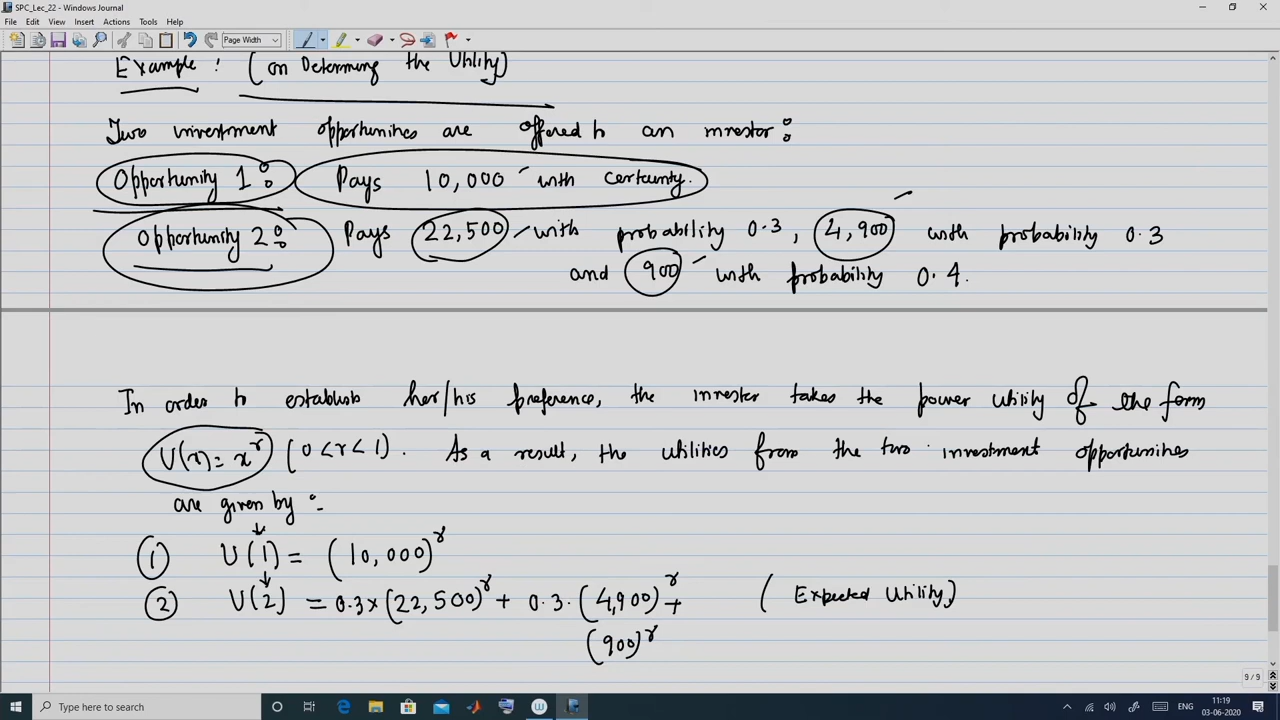 SPC_Lec_22 - Windows Journal
File Edit View Insert Actions Tools Help
Page Width
Example : (on Determining the Utility)
Two investment opportunities are offered to an investor :
Opportunity 1 : Pays 10,000 with certainty.
Opportunity 2 : Pays 22,500 with probability 0.3, 4,900 with probability 0.3
and 900 with probability 0.4.
In order to establish her/his preference, the investor takes the power utility of the form
U(x) = x^γ (0 < γ < 1). As a result, the utilities from the two investment opportunities
are given by :-
① U(1) = (10,000)^γ
② U(2) = 0.3 × (22,500)^γ + 0.3 · (4,900)^γ + (Expected Utility)
(900)^γ
9 / 9
Type here to search
ENG
11:19
03-06-2020